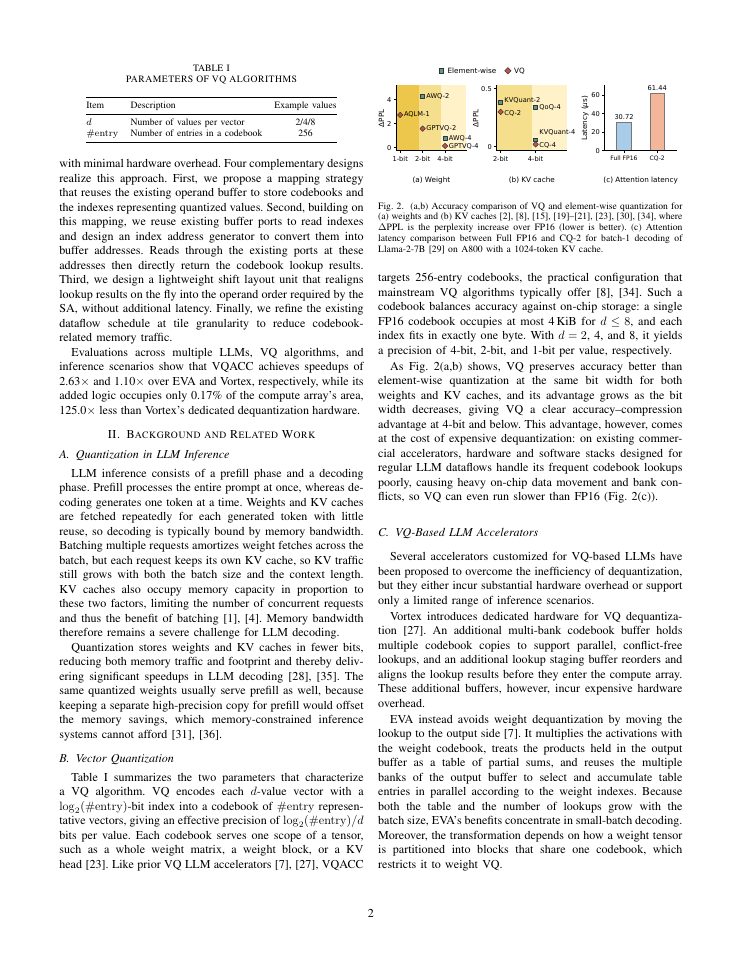 TABLE I
PARAMETERS OF VQ ALGORITHMS
Item Description Example values
d Number of values per vector 2/4/8
#entry Number of entries in a codebook 256
with minimal hardware overhead. Four complementary designs
realize this approach. First, we propose a mapping strategy
that reuses the existing operand buffer to store codebooks and
the indexes representing quantized values. Second, building on
this mapping, we reuse existing buffer ports to read indexes
and design an index address generator to convert them into
buffer addresses. Reads through the existing ports at these
addresses then directly return the codebook lookup results.
Third, we design a lightweight shift layout unit that realigns
lookup results on the fly into the operand order required by the
SA, without additional latency. Finally, we refine the existing
dataflow schedule at tile granularity to reduce codebook-
related memory traffic.
Evaluations across multiple LLMs, VQ algorithms, and
inference scenarios show that VQACC achieves speedups of
2.63× and 1.10× over EVA and Vortex, respectively, while its
added logic occupies only 0.17% of the compute array's area,
125.0× less than Vortex's dedicated dequantization hardware.
II. BACKGROUND AND RELATED WORK
A. Quantization in LLM Inference
LLM inference consists of a prefill phase and a decoding
phase. Prefill processes the entire prompt at once, whereas de-
coding generates one token at a time. Weights and KV caches
are fetched repeatedly for each generated token with little
reuse, so decoding is typically bound by memory bandwidth.
Batching multiple requests amortizes weight fetches across the
batch, but each request keeps its own KV cache, so KV traffic
still grows with both the batch size and the context length.
KV caches also occupy memory capacity in proportion to
these two factors, limiting the number of concurrent requests
and thus the benefit of batching [1], [4]. Memory bandwidth
therefore remains a severe challenge for LLM decoding.
Quantization stores weights and KV caches in fewer bits,
reducing both memory traffic and footprint and thereby deliv-
ering significant speedups in LLM decoding [28], [35]. The
same quantized weights usually serve prefill as well, because
keeping a separate high-precision copy for prefill would offset
the memory savings, which memory-constrained inference
systems cannot afford [31], [36].
B. Vector Quantization
Table I summarizes the two parameters that characterize
a VQ algorithm. VQ encodes each d-value vector with a
log₂(#entry)-bit index into a codebook of #entry represen-
tative vectors, giving an effective precision of log₂(#entry)/d
bits per value. Each codebook serves one scope of a tensor,
such as a whole weight matrix, a weight block, or a KV
head [23]. Like prior VQ LLM accelerators [7], [27], VQACC
Element-wise VQ
ΔPPL
4
2
0
AWQ-2
AQLM-1
GPTVQ-2
AWQ-4
GPTVQ-4
1-bit 2-bit 4-bit
(a) Weight
ΔPPL
0.5
0
KVQuant-2
QoQ-4
CQ-2
KVQuant-4
CQ-4
2-bit 4-bit
(b) KV cache
Latency (μs)
60
40
20
0
30.72
61.44
Full FP16 CQ-2
(c) Attention latency
Fig. 2. (a,b) Accuracy comparison of VQ and element-wise quantization for
(a) weights and (b) KV caches [2], [8], [15], [19]–[21], [23], [30], [34], where
ΔPPL is the perplexity increase over FP16 (lower is better). (c) Attention
latency comparison between Full FP16 and CQ-2 for batch-1 decoding of
Llama-2-7B [29] on A800 with a 1024-token KV cache.
targets 256-entry codebooks, the practical configuration that
mainstream VQ algorithms typically offer [8], [34]. Such a
codebook balances accuracy against on-chip storage: a single
FP16 codebook occupies at most 4 KiB for d ≤ 8, and each
index fits in exactly one byte. With d = 2, 4, and 8, it yields
a precision of 4-bit, 2-bit, and 1-bit per value, respectively.
As Fig. 2(a,b) shows, VQ preserves accuracy better than
element-wise quantization at the same bit width for both
weights and KV caches, and its advantage grows as the bit
width decreases, giving VQ a clear accuracy–compression
advantage at 4-bit and below. This advantage, however, comes
at the cost of expensive dequantization: on existing commer-
cial accelerators, hardware and software stacks designed for
regular LLM dataflows handle its frequent codebook lookups
poorly, causing heavy on-chip data movement and bank con-
flicts, so VQ can even run slower than FP16 (Fig. 2(c)).
C. VQ-Based LLM Accelerators
Several accelerators customized for VQ-based LLMs have
been proposed to overcome the inefficiency of dequantization,
but they either incur substantial hardware overhead or support
only a limited range of inference scenarios.
Vortex introduces dedicated hardware for VQ dequantiza-
tion [27]. An additional multi-bank codebook buffer holds
multiple codebook copies to support parallel, conflict-free
lookups, and an additional lookup staging buffer reorders and
aligns the lookup results before they enter the compute array.
These additional buffers, however, incur expensive hardware
overhead.
EVA instead avoids weight dequantization by moving the
lookup to the output side [7]. It multiplies the activations with
the weight codebook, treats the products held in the output
buffer as a table of partial sums, and reuses the multiple
banks of the output buffer to select and accumulate table
entries in parallel according to the weight indexes. Because
both the table and the number of lookups grow with the
batch size, EVA's benefits concentrate in small-batch decoding.
Moreover, the transformation depends on how a weight tensor
is partitioned into blocks that share one codebook, which
restricts it to weight VQ.
2